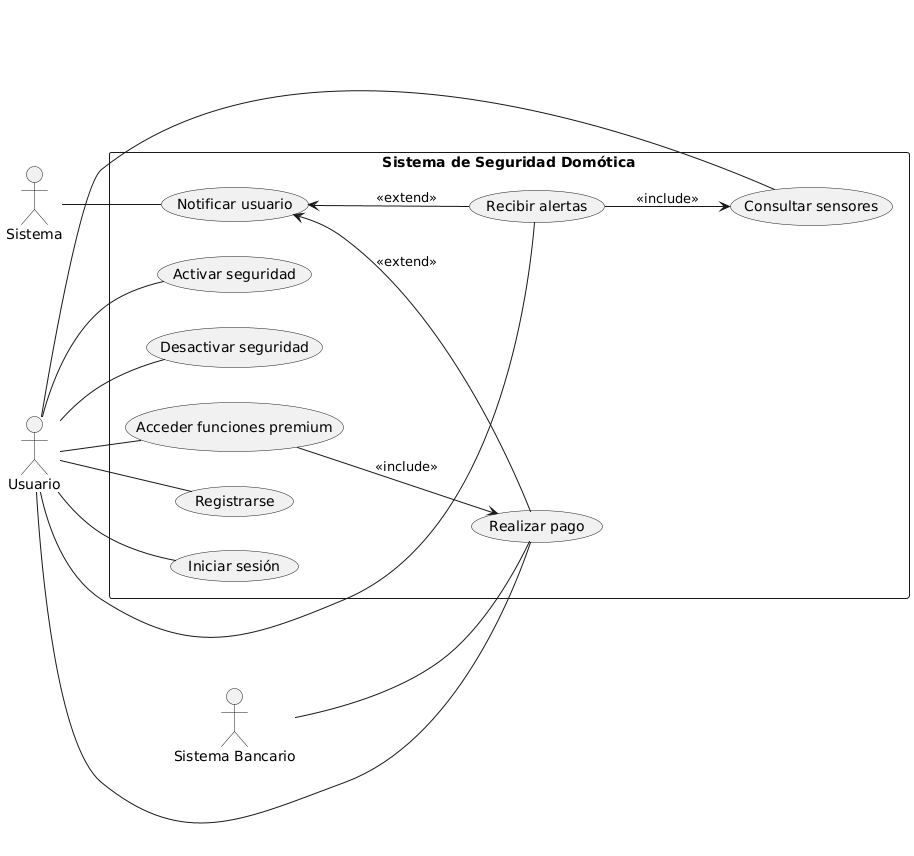 Sistema de Seguridad Domótica
Sistema
Notificar usuario
«extend»
Recibir alertas
«include»
Consultar sensores
«extend»
Activar seguridad
Desactivar seguridad
Acceder funciones premium
«include»
Usuario
Registrarse
Realizar pago
Iniciar sesión
Sistema Bancario